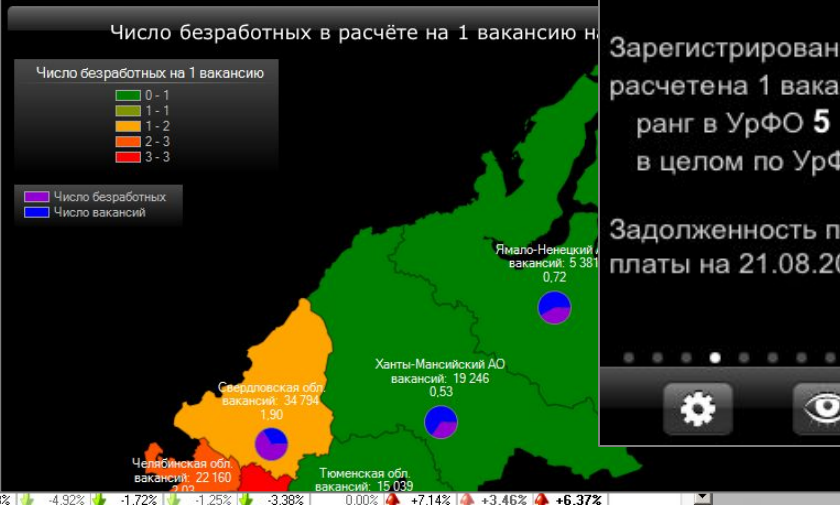 Число безработных в расчёте на 1 вакансию н
Число безработных на 1 вакансию
0 - 1
1 - 1
1 - 2
2 - 3
3 - 3
Число безработных
Число вакансий
Ямало-Ненецкий
вакансий: 5 381
0,72
Ханты-Мансийский АО
вакансий: 19 246
0,53
Свердловская обл.
вакансий: 34 794
1,90
Челябинская обл.
вакансий: 22 160
2,03
Тюменская обл.
вакансий: 15 039
Зарегистрирован
расчетена 1 вака
ранг в УрФО 5
в целом по УрФ
Задолженность п
платы на 21.08.20
% -4.92% -1.72% -1.25% -3.38% 0.00% +7.14% +3.46% +6.37%